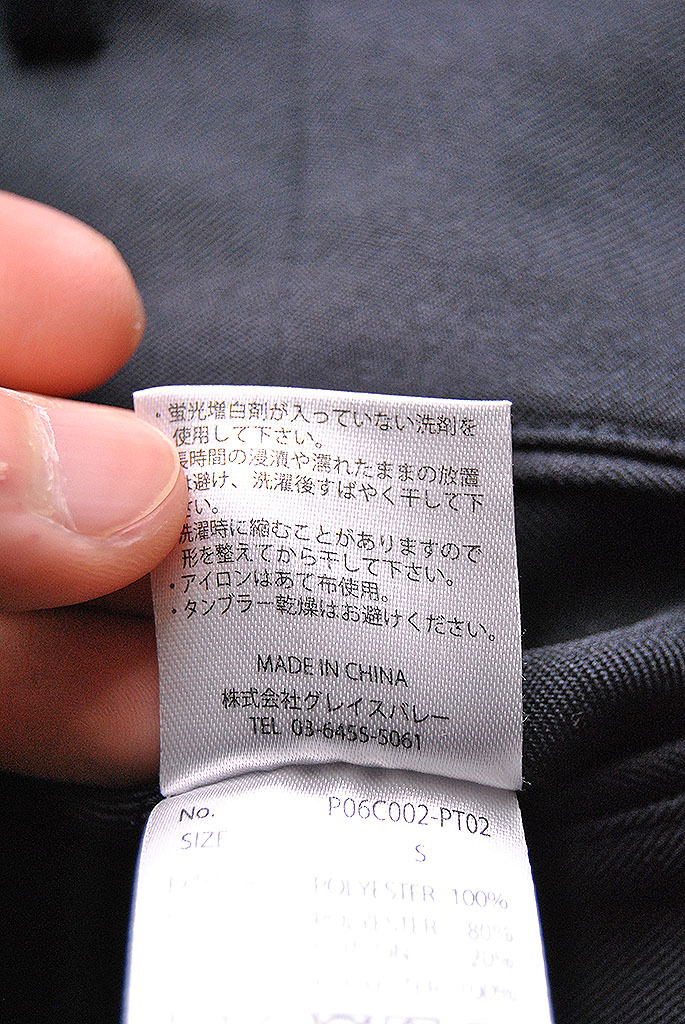 ・蛍光増白剤が入っていない洗剤を
使用して下さい。
長時間の浸漬や濡れたままの放置
は避け、洗濯後すばやく干して下
さい。
洗濯時に縮むことがありますので
形を整えてから干して下さい。
・アイロンはあて布使用。
・タンブラー乾燥はお避けください。
MADE IN CHINA
株式会社グレイスバレー
TEL 03-6455-5061
No. P06C002-PT02
SIZE S
POLYESTER 100%
POLYESTER 80%
20%
100%